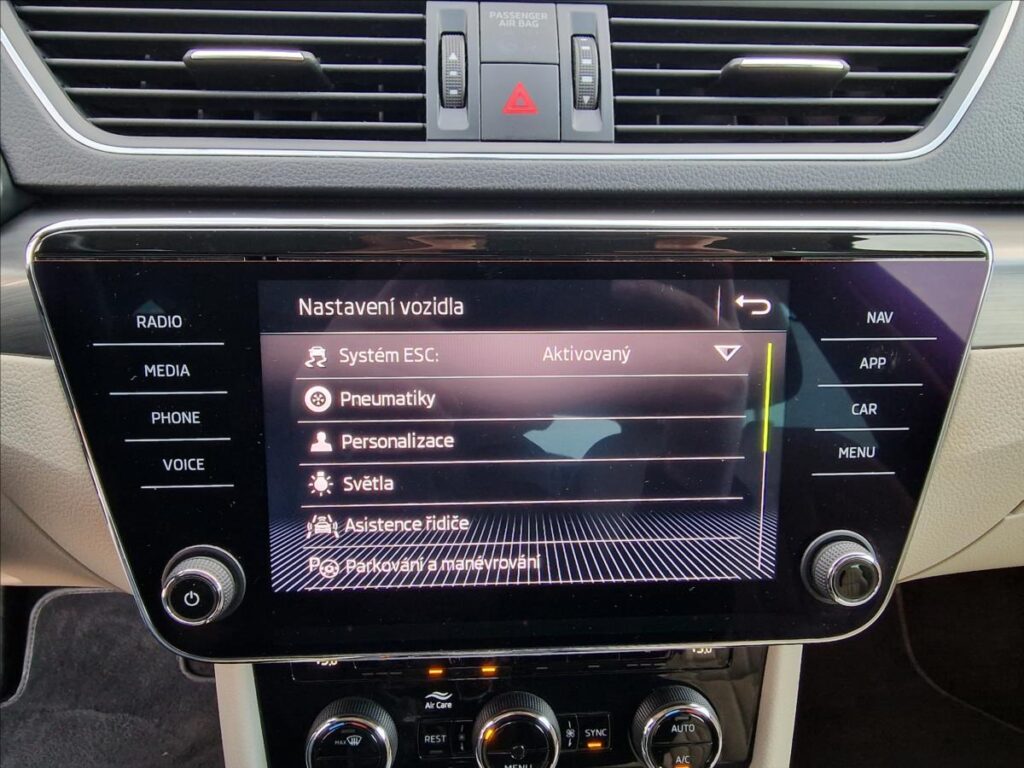 PASSENGER
AIR BAG
RADIO
MEDIA
PHONE
VOICE
Nastavení vozidla
Systém ESC: Aktivovaný
Pneumatiky
Personalizace
Světla
Asistence řidiče
Parkování a manévrování
NAV
APP
CAR
MENU
Air Care
MAX
REST
MENU
SYNC
AUTO
A/C